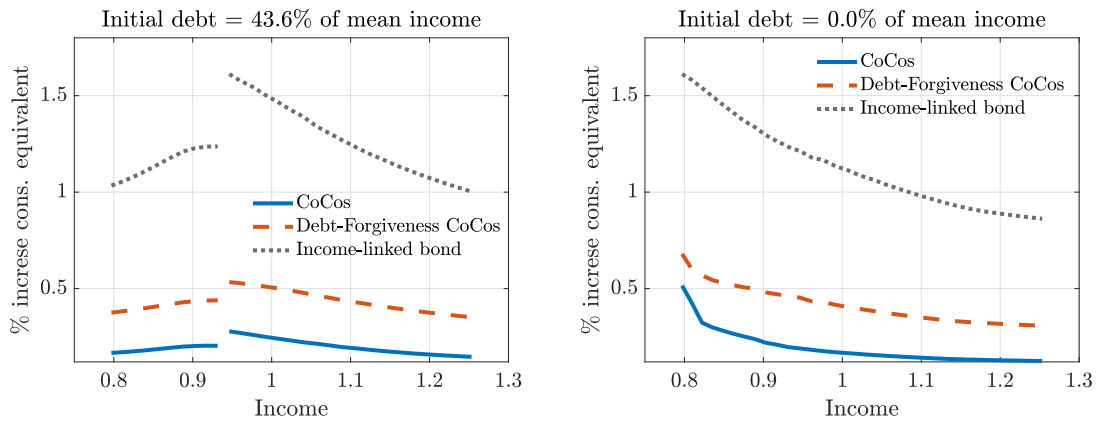 Initial debt = 43.6% of mean income
% increse cons. equivalent
1.5
1
0.5
CoCos
Debt-Forgiveness CoCos
Income-linked bond
0.8
0.9
1
1.1
1.2
1.3
Income
Initial debt = 0.0% of mean income
% increse cons. equivalent
1.5
1
0.5
CoCos
Debt-Forgiveness CoCos
Income-linked bond
0.8
0.9
1
1.1
1.2
1.3
Income